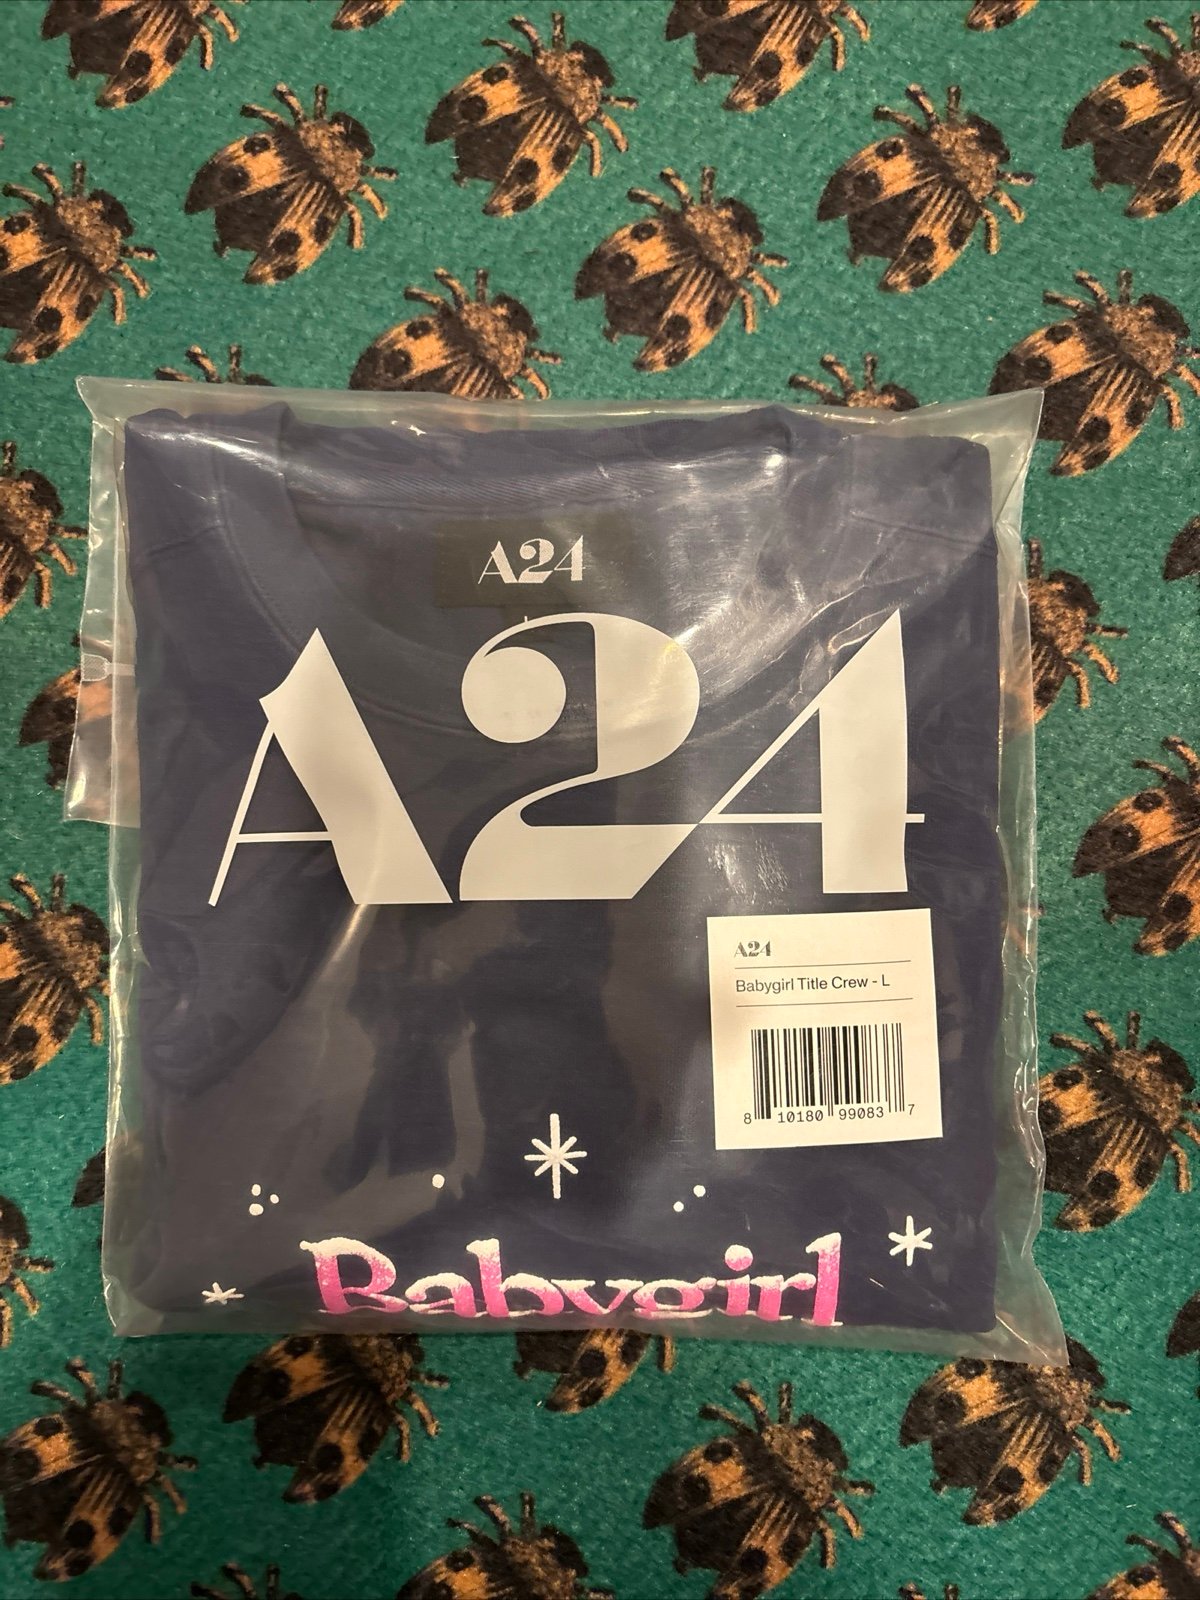 A24
A24
A24
Babygirl Title Crew - L
8 10180 99083 7
Babygirl